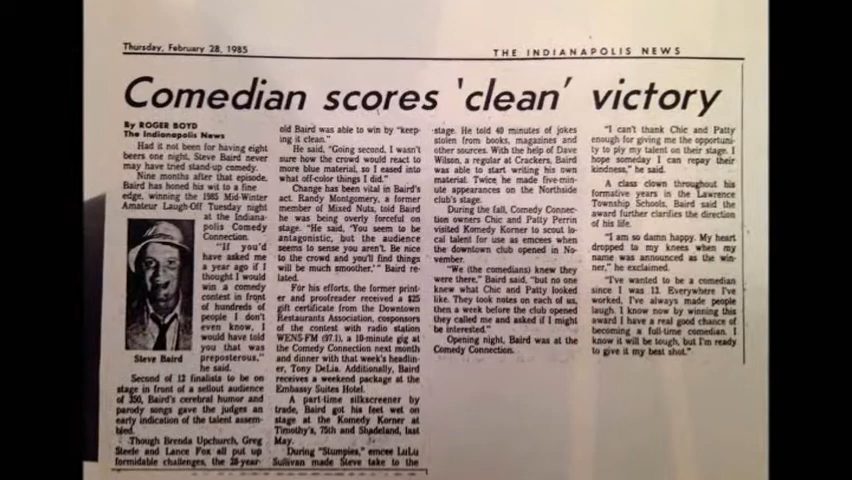 Thursday, February 28, 1985
THE INDIANAPOLIS NEWS
Comedian scores 'clean' victory
By ROGER BOYD
The Indianapolis News
Had it not been for having eight
beers one night, Steve Baird never
may have tried stand-up comedy.
Nine months after that episode,
Baird has honed his wit to a fine
edge, winning the 1985 Mid-Winter
Amateur Laugh-Off Tuesday night
at the Indiana-
polis Comedy
Connection.
"If you'd
have asked me
a year ago if I
thought I would
win a comedy
contest in front
of hundreds of
people I don't
even know, I
would have told
you that was
preposterous,"
he said.
Steve Baird
Second of 12 finalists to be on
stage in front of a sellout audience
of 350, Baird's cerebral humor and
parody songs gave the judges an
early indication of the talent assem-
bled.
Though Brenda Upchurch, Greg
Steele and Lance Fox all put up
formidable challenges, the 28-year-
old Baird was able to win by "keep-
ing it clean."
He said, "Going second, I wasn't
sure how the crowd would react to
more blue material, so I eased into
what off-color things I did."
Change has been vital in Baird's
act. Randy Montgomery, a former
member of Mixed Nuts, told Baird
he was being overly forceful on
stage. "He said, 'You seem to be
antagonistic, but the audience
seems to sense you aren't. Be nice
to the crowd and you'll find things
will be much smoother,'" Baird re-
lated.
For his efforts, the former print-
er and proofreader received a $25
gift certificate from the Downtown
Restaurants Association, cosponsors
of the contest with radio station
WENS-FM (97.1), a 10-minute gig at
the Comedy Connection next month
and dinner with that week's headlin-
er, Tony DeLia. Additionally, Baird
receives a weekend package at the
Embassy Suites Hotel.
A part-time silkscreener by
trade, Baird got his feet wet on
stage at the Komedy Korner at
Timothy's, 75th and Shadeland, last
May.
During "Stumpies," emcee LuLu
Sullivan made Steve take to the
stage. He told 40 minutes of jokes
stolen from books, magazines and
other sources. With the help of Dave
Wilson, a regular at Crackers, Baird
was able to start writing his own
material. Twice he made five-min-
ute appearances on the Northside
club's stage.
During the fall, Comedy Connec-
tion owners Chic and Patty Perrin
visited Komedy Korner to scout lo-
cal talent for use as emcees when
the downtown club opened in No-
vember.
"We (the comedians) knew they
were there," Baird said, "but no one
knew what Chic and Patty looked
like. They took notes on each of us,
then a week before the club opened
they called me and asked if I might
be interested."
Opening night, Baird was at the
Comedy Connection.
"I can't thank Chic and Patty
enough for giving me the opportuni-
ty to ply my talent on their stage. I
hope someday I can repay their
kindness," he said.
A class clown throughout his
formative years in the Lawrence
Township Schools, Baird said the
award further clarifies the direction
of his life.
"I am so damn happy. My heart
dropped to my knees when my
name was announced as the win-
ner," he exclaimed.
"I've wanted to be a comedian
since I was 11. Everywhere I've
worked, I've always made people
laugh. I know now by winning this
award I have a real good chance of
becoming a full-time comedian. I
know it will be tough, but I'm ready
to give it my best shot."